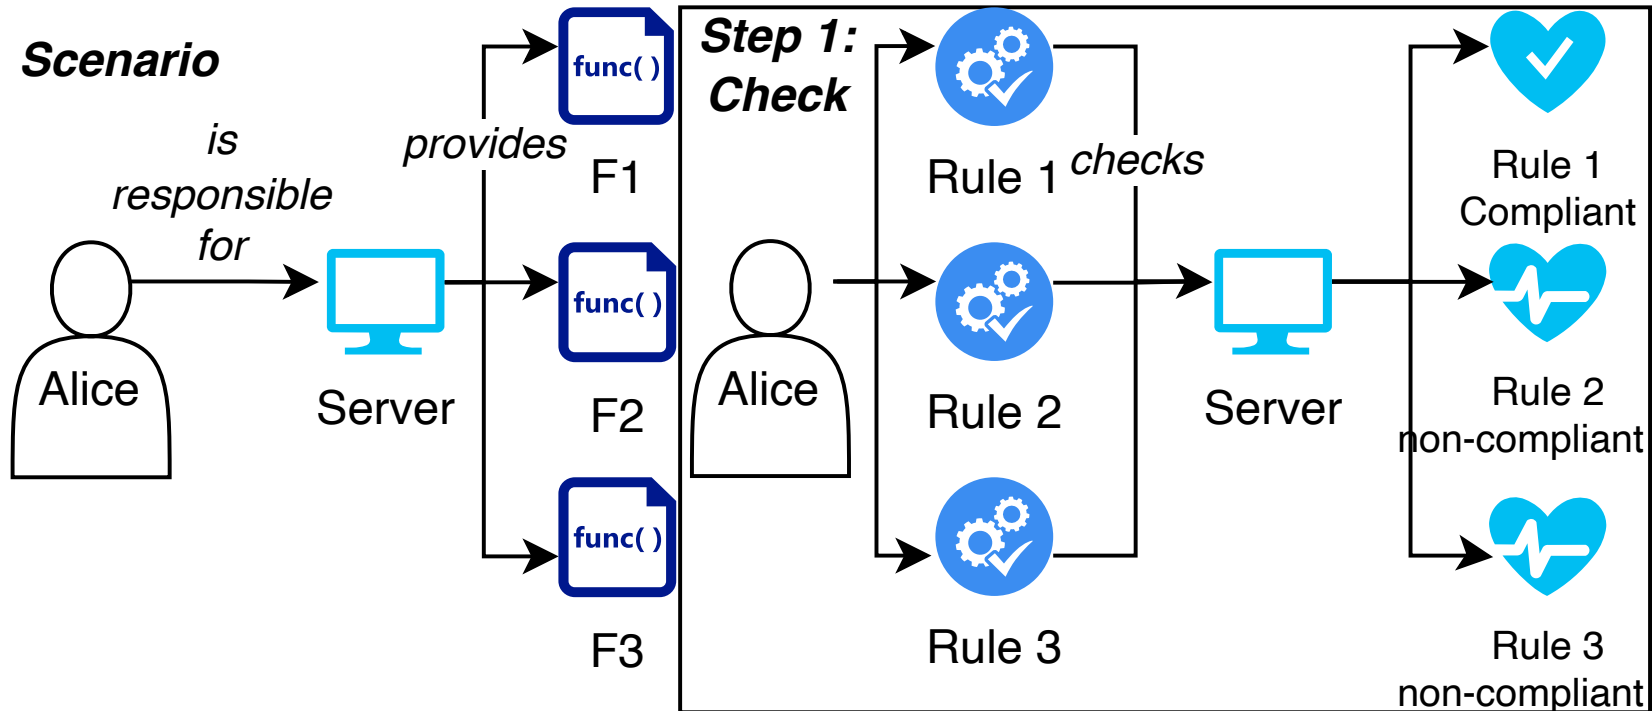 Scenario
is
responsible
for
Alice
Server
provides
func( )
F1
func( )
F2
func( )
F3
Step 1:
Check
Alice
Rule 1
Rule 2
Rule 3
checks
Server
Rule 1
Compliant
Rule 2
non-compliant
Rule 3
non-compliant